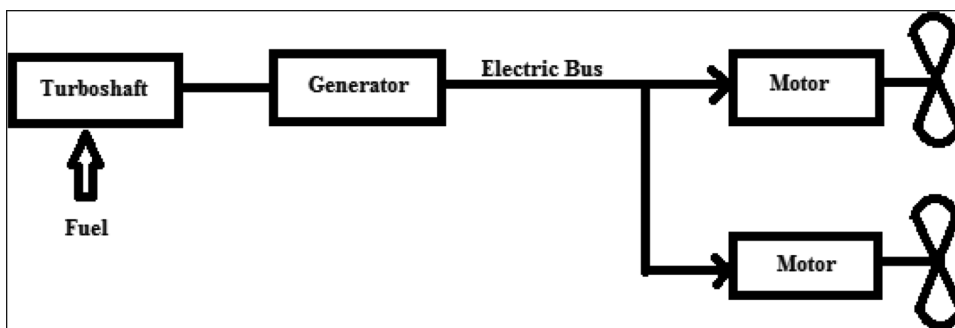 Turboshaft
Generator
Electric Bus
Motor
Fuel
Motor